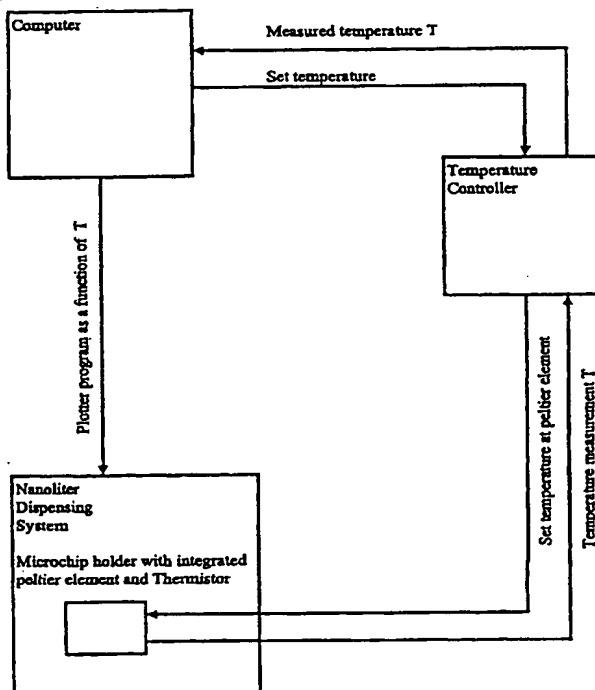 Computer
Measured temperature T
Set temperature
Temperature
Controller
Plotter program as a function of T
Set temperature at peltier element
Temperature measurement T
Nanoliter
Dispensing
System
Microchip holder with integrated
peltier element and Thermistor